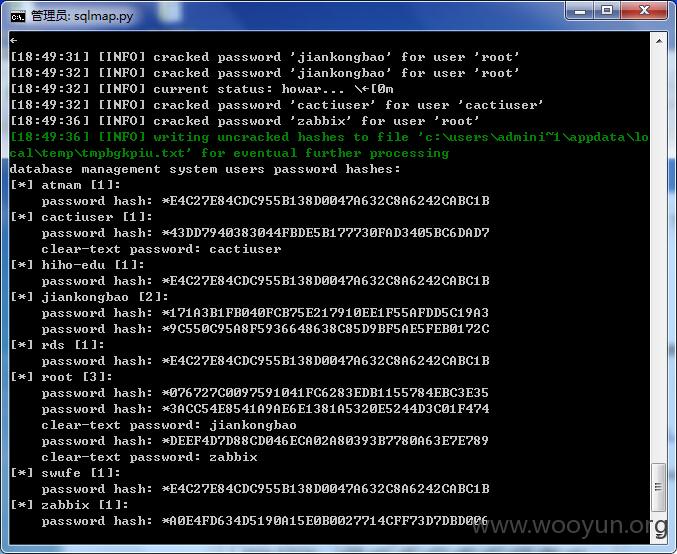 管理员: sqlmap.py
←
[18:49:31] [INFO] cracked password 'jiankongbao' for user 'root'
[18:49:32] [INFO] cracked password 'jiankongbao' for user 'root'
[18:49:32] [INFO] current status: howar... \←[0m
[18:49:32] [INFO] cracked password 'cactiuser' for user 'cactiuser'
[18:49:36] [INFO] cracked password 'zabbix' for user 'root'
[18:49:36] [INFO] writing uncracked hashes to file 'c:\users\admini~1\appdata\lo
cal\temp\tmpbgkpiu.txt' for eventual further processing
database management system users password hashes:
[*] atmam [1]:
password hash: *E4C27E84CDC955B138D0047A632C8A6242CABC1B
[*] cactiuser [1]:
password hash: *43DD7940383044FBDE5B177730FAD3405BC6DAD7
clear-text password: cactiuser
[*] hiho-edu [1]:
password hash: *E4C27E84CDC955B138D0047A632C8A6242CABC1B
[*] jiankongbao [2]:
password hash: *171A3B1FB040FCB75E217910EE1F55AFDD5C19A3
password hash: *9C550C95A8F5936648638C85D9BF5AE5FEB0172C
[*] rds [1]:
password hash: *E4C27E84CDC955B138D0047A632C8A6242CABC1B
[*] root [3]:
password hash: *076727C0097591041FC6283EDB1155784EBC3E35
password hash: *3ACC54E8541A9AE6E1381A5320E5244D3C01F474
clear-text password: jiankongbao
password hash: *DEEF4D7D88CD046ECA02A80393B7780A63E7E789
clear-text password: zabbix
[*] swufe [1]:
password hash: *E4C27E84CDC955B138D0047A632C8A6242CABC1B
[*] zabbix [1]:
password hash: *A0E4FD634D5190A15E0B0027714CFF73D7DBD006
www.wooyun.org